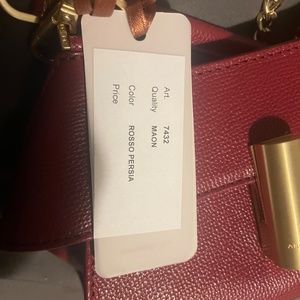 Art. 7432
Quality MAON
Color ROSSO PERSIA
Price